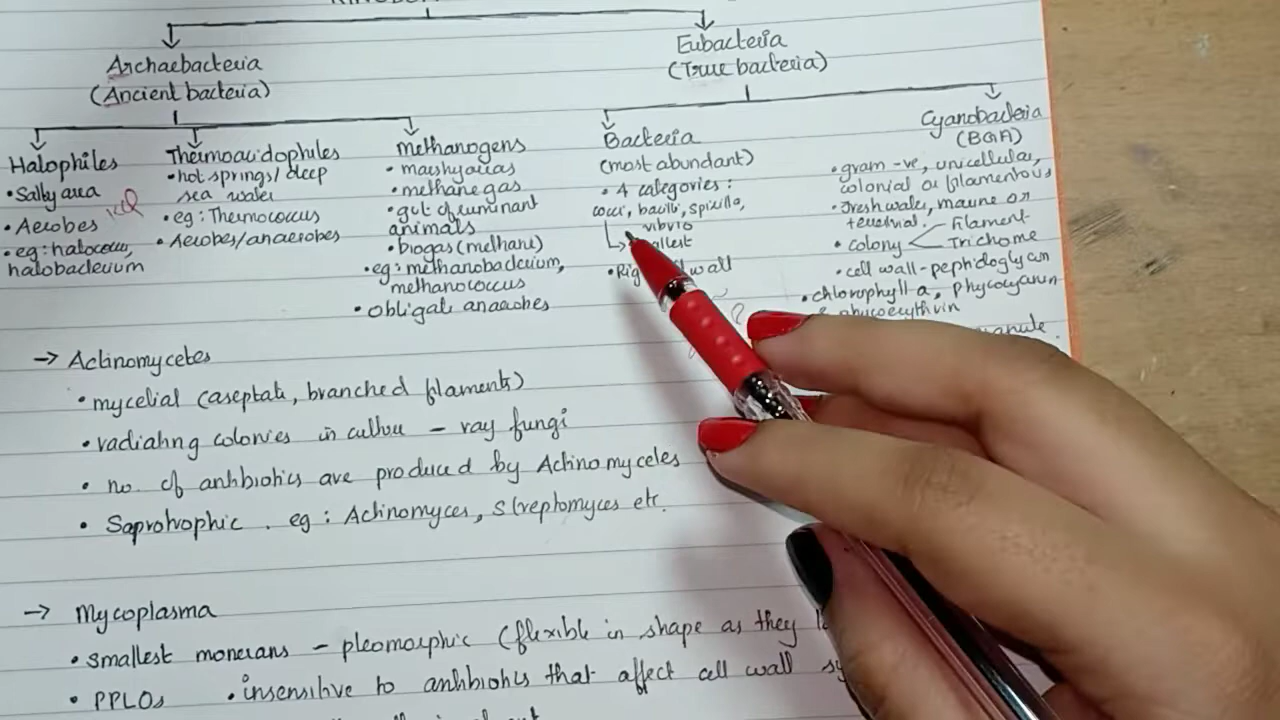 Archaebacteria
(Ancient bacteria)
Eubacteria
(True bacteria)
Halophiles
• Salty area
• Aerobes
• eg: halococcus,
halobacterium
Thermoacidophiles
• hot springs/deep
sea water
• eg: Thermococcus
• Aerobes/anaerobes
methanogens
• marshy areas
• methane gas
• gut of ruminant
animals
• biogas (methane)
• eg: methanobacterium,
methanococcus
• obligate anaerobes
Bacteria
(most abundant)
• 4 categories:
cocci, bacilli, spirilla,
vibrio
wall
Cyanobacteria
(BGA)
• gram -ve, unicellular,
colonial or filamentous
• freshwater, marine or
terrestrial.
• colony
Filament
Trichome
• cell wall - peptidoglycan
• chlorophyll a, phycocyanin
& phycoerythrin
→ Actinomycetes
• mycelial (aseptate, branched filaments)
• radiating colonies in culture - ray fungi
• no. of antibiotics are produced by Actinomyceles
• Saprotrophic. eg: Actinomyces, Streptomyces etc.
→ Mycoplasma
• smallest monerans - pleomorphic (flexible in shape as they
• PPLOs • insensitive to antibiotics that affect cell wall